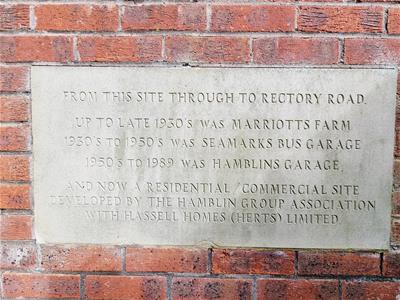 FROM THIS SITE THROUGH TO RECTORY ROAD.
UP TO LATE 1930'S WAS MARRIOTTS FARM
1930'S TO 1950'S WAS SEAMARKS BUS GARAGE
1950'S TO 1989 WAS HAMBLINS GARAGE,
AND NOW A RESIDENTIAL / COMMERCIAL SITE
DEVELOPED BY THE HAMBLIN GROUP ASSOCIATION
WITH HASSELL HOMES (HERTS) LIMITED